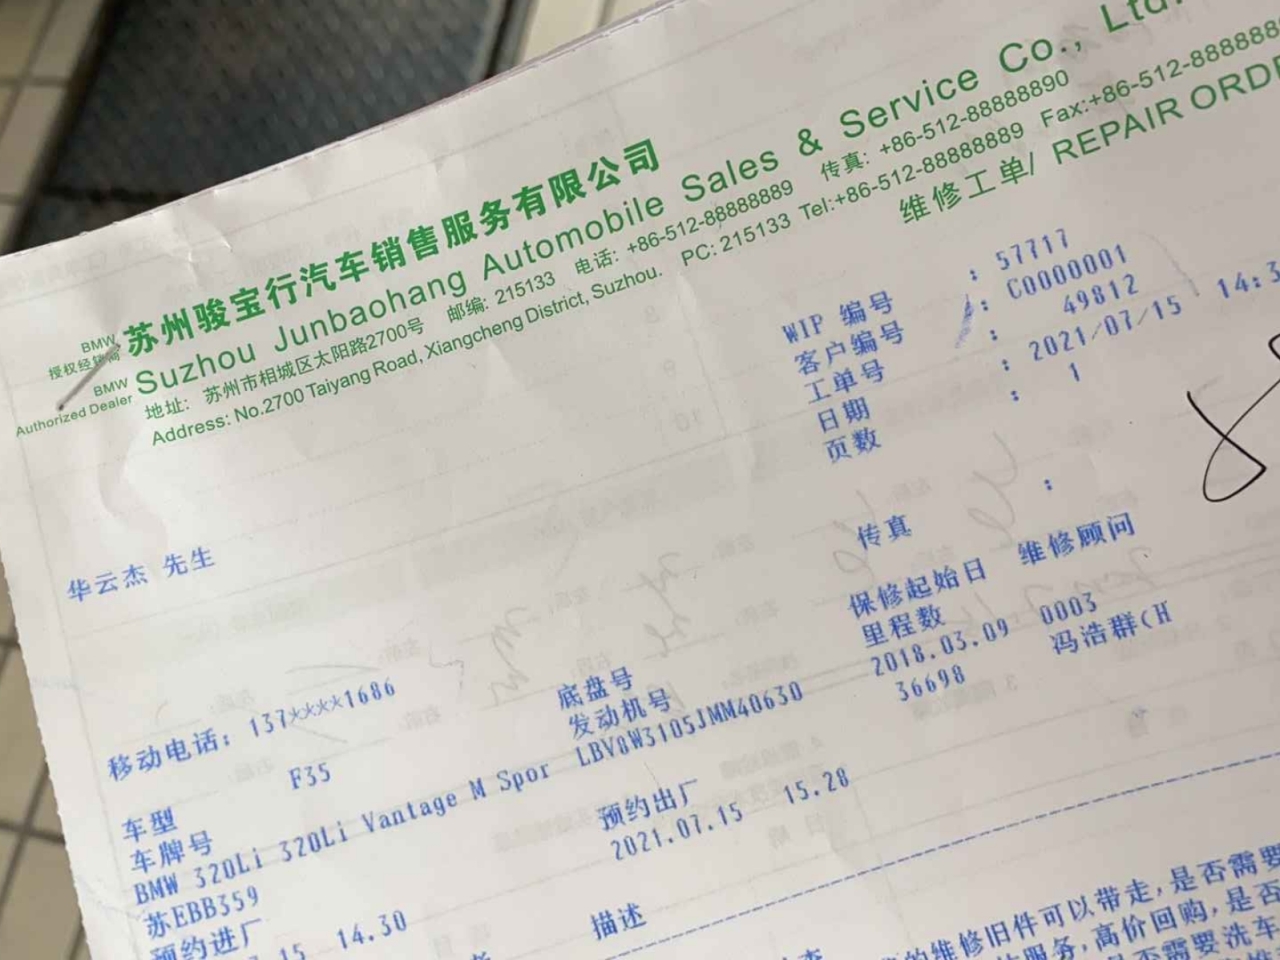 BMW
授权经销商
苏州骏宝行汽车销售服务有限公司
BMW
Authorized Dealer
Suzhou Junbaohang Automobile Sales & Service Co., Ltd.
地址: 苏州市相城区太阳路2700号 邮编: 215133 电话: +86-512-88888889 传真: +86-512-88888890
Address: No.2700 Taiyang Road, Xiangcheng District, Suzhou. PC: 215133 Tel:+86-512-88888889 Fax:+86-512-8888888
维修工单/ REPAIR ORDE
WIP 编号 : 57717
客户编号 : C0000001
工单号 : 49812
日期 : 2021/07/15 14:3
页数 : 1
华云杰 先生
传真 :
移动电话: 137****1686
底盘号
保修起始日 维修顾问
车型 F35
发动机号
里程数
车牌号
BMW 320Li 320Li Vantage M Spor LBV8W3105JMM40630 2018.03.09 0003
苏EBB359
36698 冯浩群(H
预约进厂
预约出厂
15 14.30
2021.07.15 15.28
描述
的维修旧件可以带走,是否需要
服务,高价回购,是否
是否需要洗车